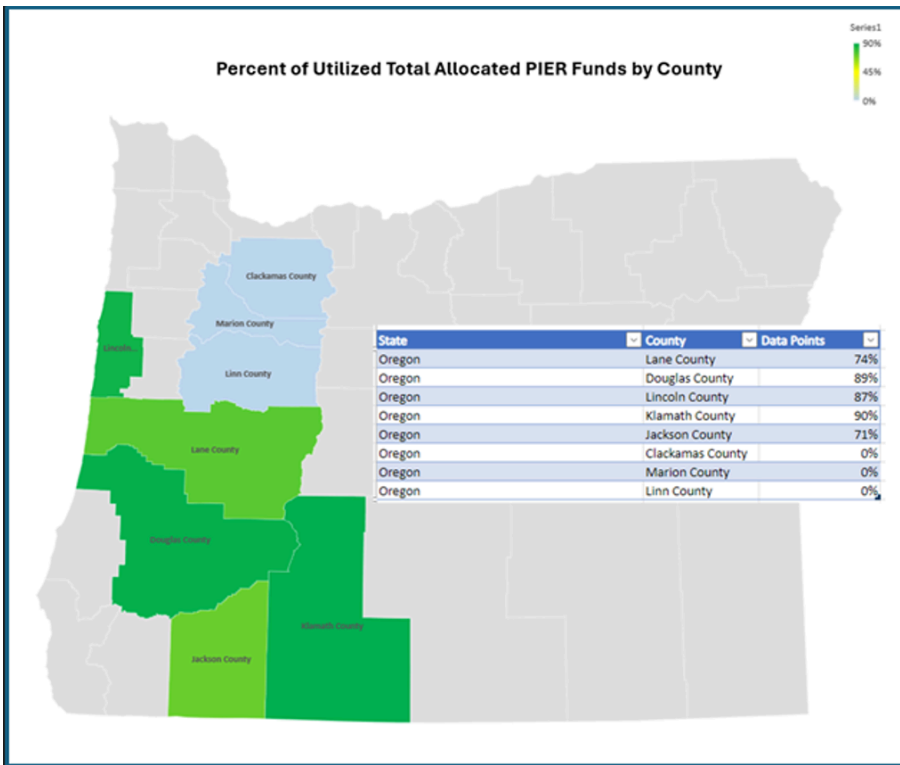 Series1
90%
45%
0%
Percent of Utilized Total Allocated PIER Funds by County
Clackamas County
Marion County
Lincoln...
Linn County
Lane County
Douglas County
Klamath County
Jackson County
State County Data Points
Oregon Lane County 74%
Oregon Douglas County 89%
Oregon Lincoln County 87%
Oregon Klamath County 90%
Oregon Jackson County 71%
Oregon Clackamas County 0%
Oregon Marion County 0%
Oregon Linn County 0%